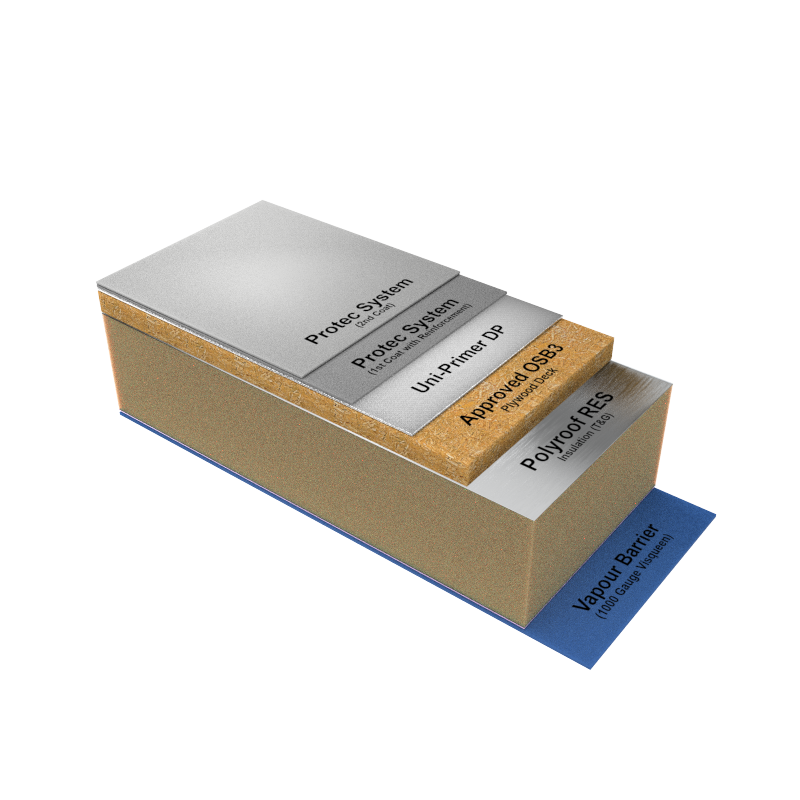 Protec System
(2nd Coat)
Protec System
(1st Coat with Reinforcement)
Uni-Primer DP
Approved OSB3
Plywood Deck
Polyroof RES
Insulation (T&G)
Vapour Barrier
(1000 Gauge Visqueen)